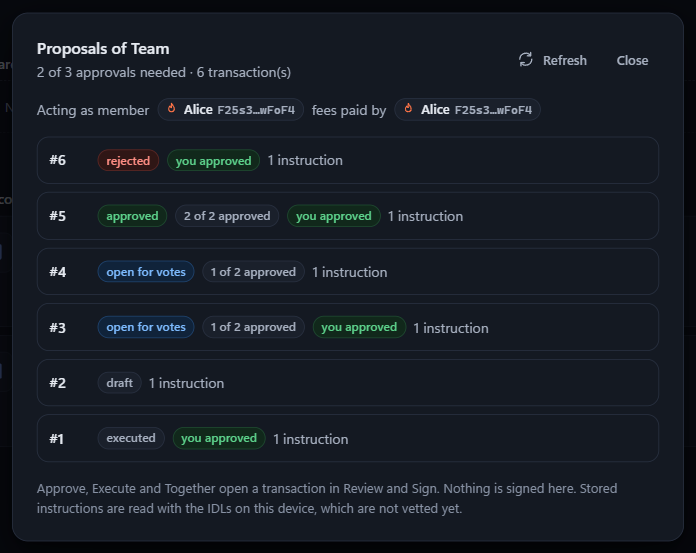 Proposals of Team
2 of 3 approvals needed · 6 transaction(s)
Refresh
Close
Acting as member Alice F25s3…wFoF4 fees paid by Alice F25s3…wFoF4
#6 rejected you approved 1 instruction
#5 approved 2 of 2 approved you approved 1 instruction
#4 open for votes 1 of 2 approved 1 instruction
#3 open for votes 1 of 2 approved you approved 1 instruction
#2 draft 1 instruction
#1 executed you approved 1 instruction
Approve, Execute and Together open a transaction in Review and Sign. Nothing is signed here. Stored
instructions are read with the IDLs on this device, which are not vetted yet.